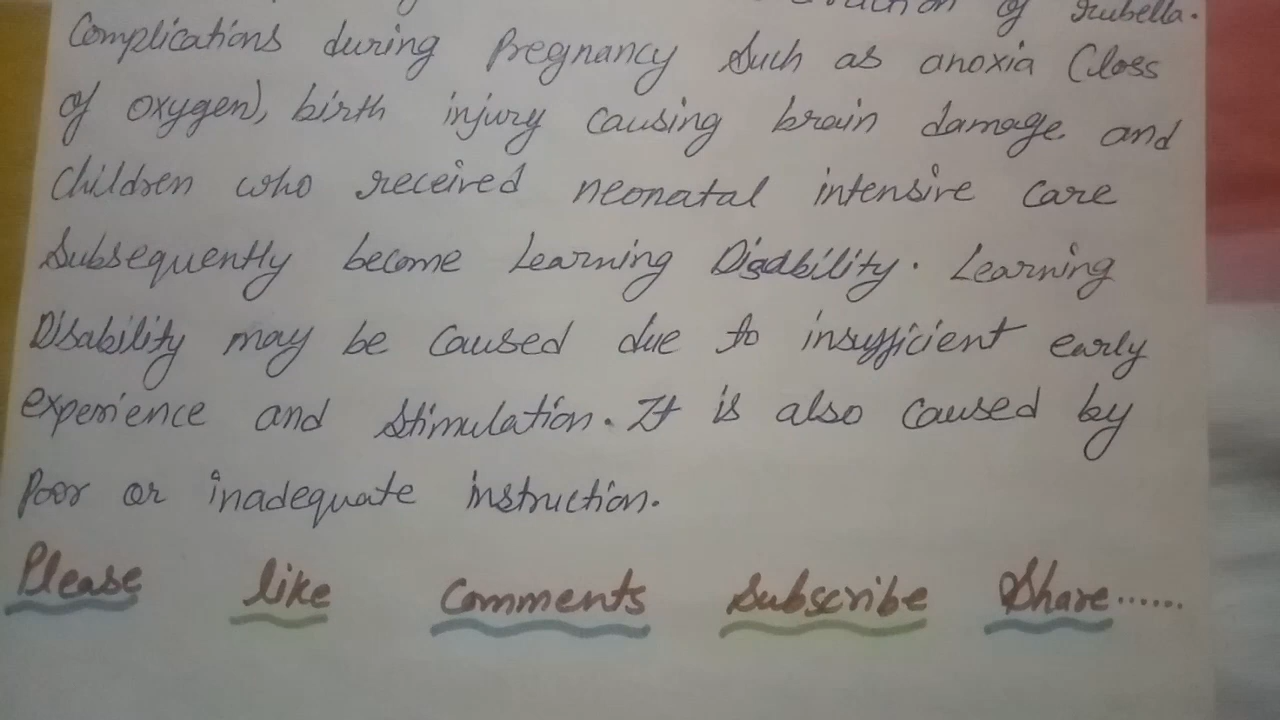 of Rubella.
Complications during pregnancy such as anoxia (loss
of oxygen), birth injury causing brain damage and
children who received neonatal intensive care
subsequently become Learning Disability. Learning
Disability may be caused due to insufficient early
experience and stimulation. It is also caused by
poor or inadequate instruction.
Please like Comments Subscribe Share......